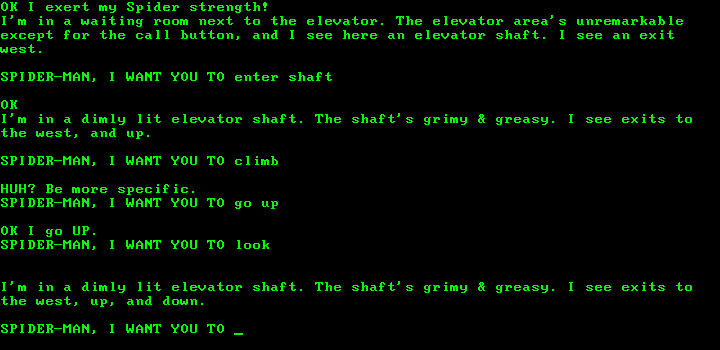 OK I exert my Spider strength!
I'm in a waiting room next to the elevator. The elevator area's unremarkable
except for the call button, and I see here an elevator shaft. I see an exit
west.
SPIDER-MAN, I WANT YOU TO enter shaft
OK
I'm in a dimly lit elevator shaft. The shaft's grimy & greasy. I see exits to
the west, and up.
SPIDER-MAN, I WANT YOU TO climb
HUH? Be more specific.
SPIDER-MAN, I WANT YOU TO go up
OK I go UP.
SPIDER-MAN, I WANT YOU TO look
I'm in a dimly lit elevator shaft. The shaft's grimy & greasy. I see exits to
the west, up, and down.
SPIDER-MAN, I WANT YOU TO _